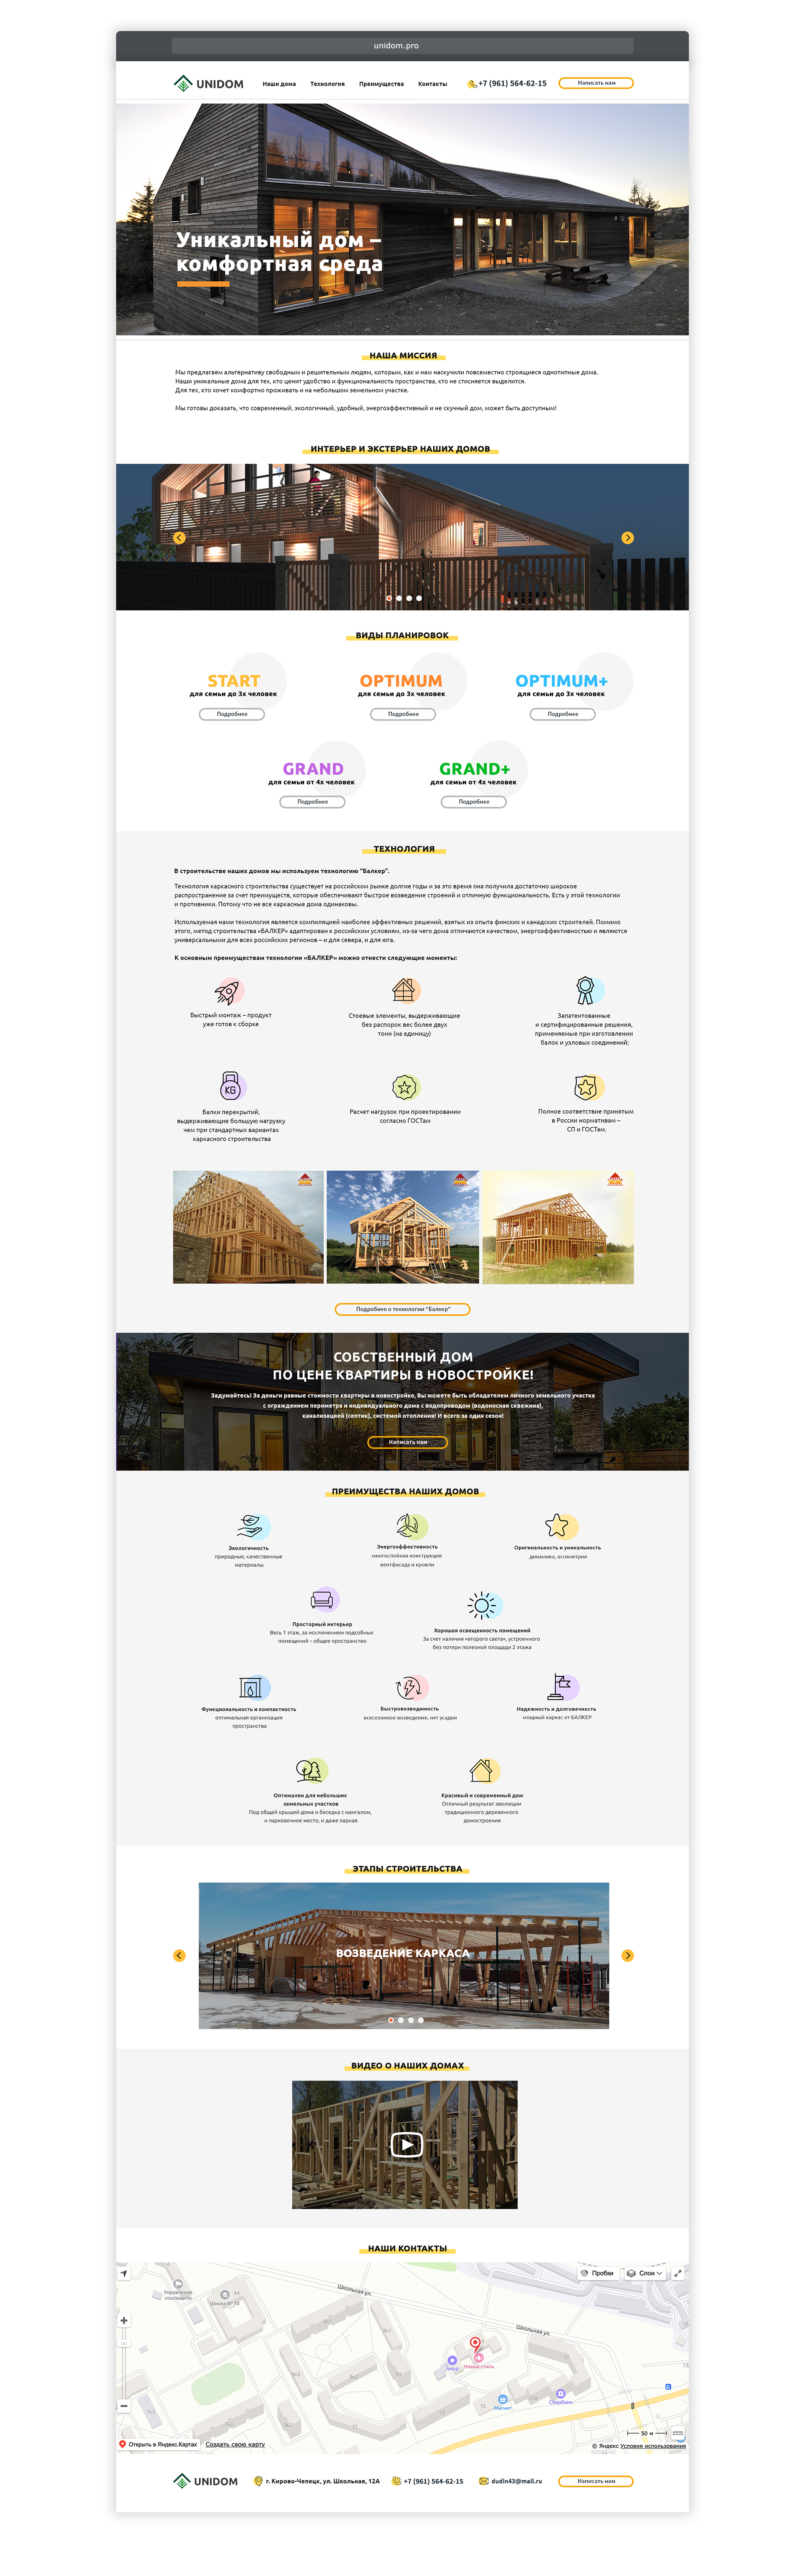 unidom.pro
UNIDOM
Наши дома
Технология
Преимущества
Контакты
+7 (961) 564-62-15
Написать нам
Уникальный дом –
комфортная среда
НАША МИССИЯ
Мы предлагаем альтернативу свободным и решительным людям, которым, как и нам наскучили повсеместно строящиеся однотипные дома.
Наши уникальные дома для тех, кто ценит удобство и функциональность пространства, кто не стисняется выделится.
Для тех, кто хочет комфортно проживать и на небольшом земельном участке.
Мы готовы доказать, что современный, экологичный, удобный, энергоэффективный и не скучный дом, может быть доступным!
ИНТЕРЬЕР И ЭКСТЕРЬЕР НАШИХ ДОМОВ
ВИДЫ ПЛАНИРОВОК
START
для семьи до 3х человек
Подробнее
OPTIMUM
для семьи до 3х человек
Подробнее
OPTIMUM+
для семьи до 3х человек
Подробнее
GRAND
для семьи от 4х человек
Подробнее
GRAND+
для семьи от 4х человек
Подробнее
ТЕХНОЛОГИЯ
В строительстве наших домов мы используем технологию "Балкер".
Технология каркасного строительства существует на российском рынке долгие годы и за это время она получила достаточно широкое
распространение за счет преимуществ, которые обеспечивают быстрое возведение строений и отличную функциональность. Есть у этой технологии
и противники. Потому что не все каркасные дома одинаковы.
Используемая нами технология является компиляцией наиболее эффективных решений, взятых из опыта финских и канадских строителей. Помимо
этого, метод строительства «БАЛКЕР» адаптирован к российским условиям, из-за чего дома отличаются качеством, энергоэффективностью и являются
универсальными для всех российских регионов – и для севера, и для юга.
К основным преимуществам технологии «БАЛКЕР» можно отнести следующие моменты:
Быстрый монтаж – продукт
уже готов к сборке
Стоевые элементы, выдерживающие
без распорок вес более двух
тонн (на единицу)
Запатентованные
и сертифицированные решения,
применяемые при изготовлении
балок и узловых соединений;
KG
Балки перекрытий,
выдерживающие большую нагрузку
чем при стандартных вариантах
каркасного строительства
Расчет нагрузок при проектировании
согласно ГОСТам
Полное соответствие принятым
в России нормативам –
СП и ГОСТам.
Подробнее о технологии "Балкер"
СОБСТВЕННЫЙ ДОМ
ПО ЦЕНЕ КВАРТИРЫ В НОВОСТРОЙКЕ!
Задумайтесь! За деньги равные стоимости квартиры в новостройке, Вы можете быть обладателем личного земельного участка
с ограждением периметра и индивидуального дома с водопроводом (водоносная скважина),
канализацией (септик), системой отопления! И всего за один сезон!
Написать нам
ПРЕИМУЩЕСТВА НАШИХ ДОМОВ
Экологичность
природные, качественные
материалы
Энергоэффективность
многослойная конструкция
вентфасада и кровли
Оригинальность и уникальность
динамика, ассиметрия
Просторный интерьер
Весь 1 этаж, за исключением подсобных
помещений – общее пространство
Хорошая освещенность помещений
За счет наличия «второго света», устроенного
без потери полезной площади 2 этажа
Функциональность и компактность
оптимальная организация
пространства
Быстровозводимость
всесезонное возведение, нет усадки
Надежность и долговечность
мощный каркас от БАЛКЕР
Оптимален для небольших
земельных участков
Под общей крышей дома и беседка с мангалом,
и парковочное место, и даже парная
Красивый и современный дом
Отличный результат эволюции
традиционного деревянного
домостроения
ЭТАПЫ СТРОИТЕЛЬСТВА
ВОЗВЕДЕНИЕ КАРКАСА
ВИДЕО О НАШИХ ДОМАХ
НАШИ КОНТАКТЫ
Пробки
Слои
Управление
соцзащиты
Школа № 10
Школьная ул.
Школьная ул.
Амур
Новый стиль
Магнит
Сбербанк
50 м
Открыть в Яндекс.Картах
Создать свою карту
© Яндекс Условия использования
UNIDOM
г. Кирово-Чепецк, ул. Школьная, 12А
+7 (961) 564-62-15
dudin43@mail.ru
Написать нам